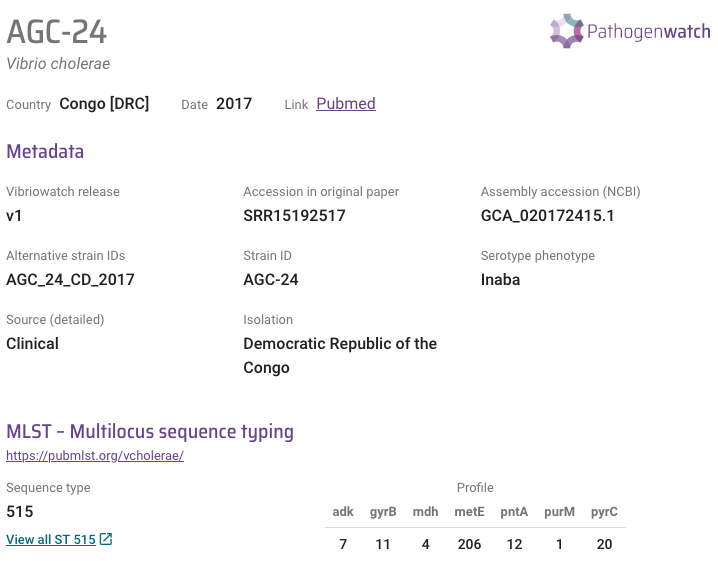 AGC-24
Pathogenwatch
Vibrio cholerae
Country Congo [DRC] Date 2017 Link Pubmed
Metadata
Vibriowatch release Accession in original paper Assembly accession (NCBI)
v1 SRR15192517 GCA_020172415.1
Alternative strain IDs Strain ID Serotype phenotype
AGC_24_CD_2017 AGC-24 Inaba
Source (detailed) Isolation
Clinical Democratic Republic of the
Congo
MLST – Multilocus sequence typing
https://pubmlst.org/vcholerae/
Sequence type Profile
515 adk gyrB mdh metE pntA purM pyrC
View all ST 515 7 11 4 206 12 1 20